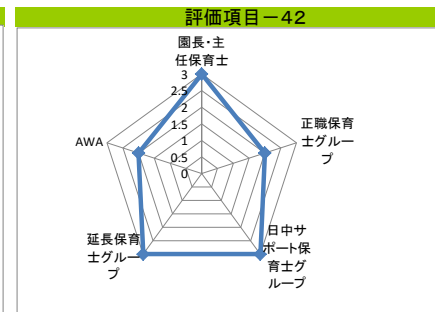 評価項目－42
園長・主
任保育士
3
2.5
2
1.5
1
0.5
0
正職保育
士グルー
プ
日中サ
ポート保
育士グ
ループ
延長保育
士グルー
プ
AWA